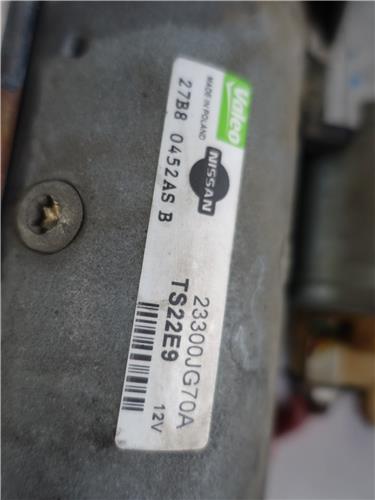 Valeo
MADE IN POLAND
27B8 0452AS B
NISSAN
23300JG70A
TS22E9
12V